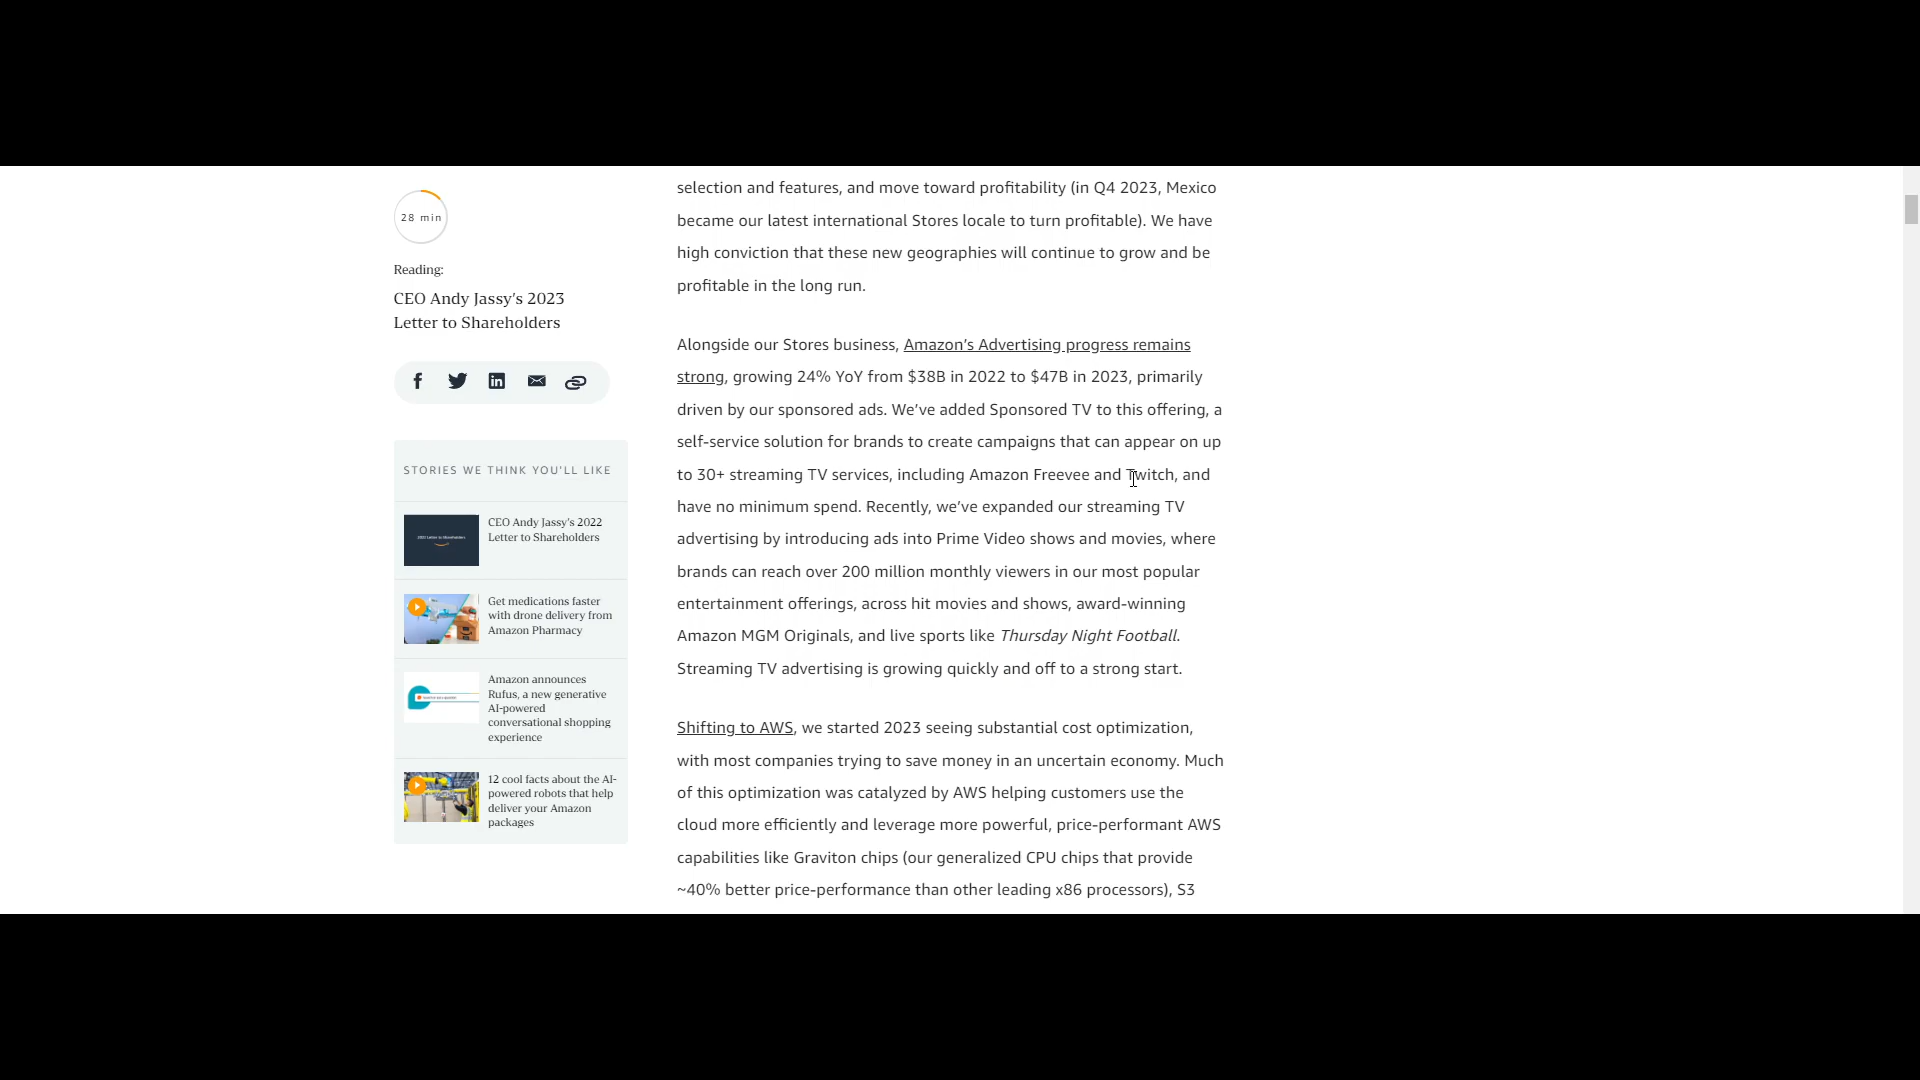 28 min
Reading:
CEO Andy Jassy’s 2023
Letter to Shareholders
STORIES WE THINK YOU'LL LIKE
CEO Andy Jassy’s 2022
Letter to Shareholders
Get medications faster
with drone delivery from
Amazon Pharmacy
Amazon announces
Rufus, a new generative
AI-powered
conversational shopping
experience
12 cool facts about the AI-
powered robots that help
deliver your Amazon
packages
selection and features, and move toward profitability (in Q4 2023, Mexico
became our latest international Stores locale to turn profitable). We have
high conviction that these new geographies will continue to grow and be
profitable in the long run.
Alongside our Stores business, Amazon’s Advertising progress remains
strong, growing 24% YoY from $38B in 2022 to $47B in 2023, primarily
driven by our sponsored ads. We’ve added Sponsored TV to this offering, a
self-service solution for brands to create campaigns that can appear on up
to 30+ streaming TV services, including Amazon Freevee and Twitch, and
have no minimum spend. Recently, we’ve expanded our streaming TV
advertising by introducing ads into Prime Video shows and movies, where
brands can reach over 200 million monthly viewers in our most popular
entertainment offerings, across hit movies and shows, award-winning
Amazon MGM Originals, and live sports like Thursday Night Football.
Streaming TV advertising is growing quickly and off to a strong start.
Shifting to AWS, we started 2023 seeing substantial cost optimization,
with most companies trying to save money in an uncertain economy. Much
of this optimization was catalyzed by AWS helping customers use the
cloud more efficiently and leverage more powerful, price-performant AWS
capabilities like Graviton chips (our generalized CPU chips that provide
~40% better price-performance than other leading x86 processors), S3